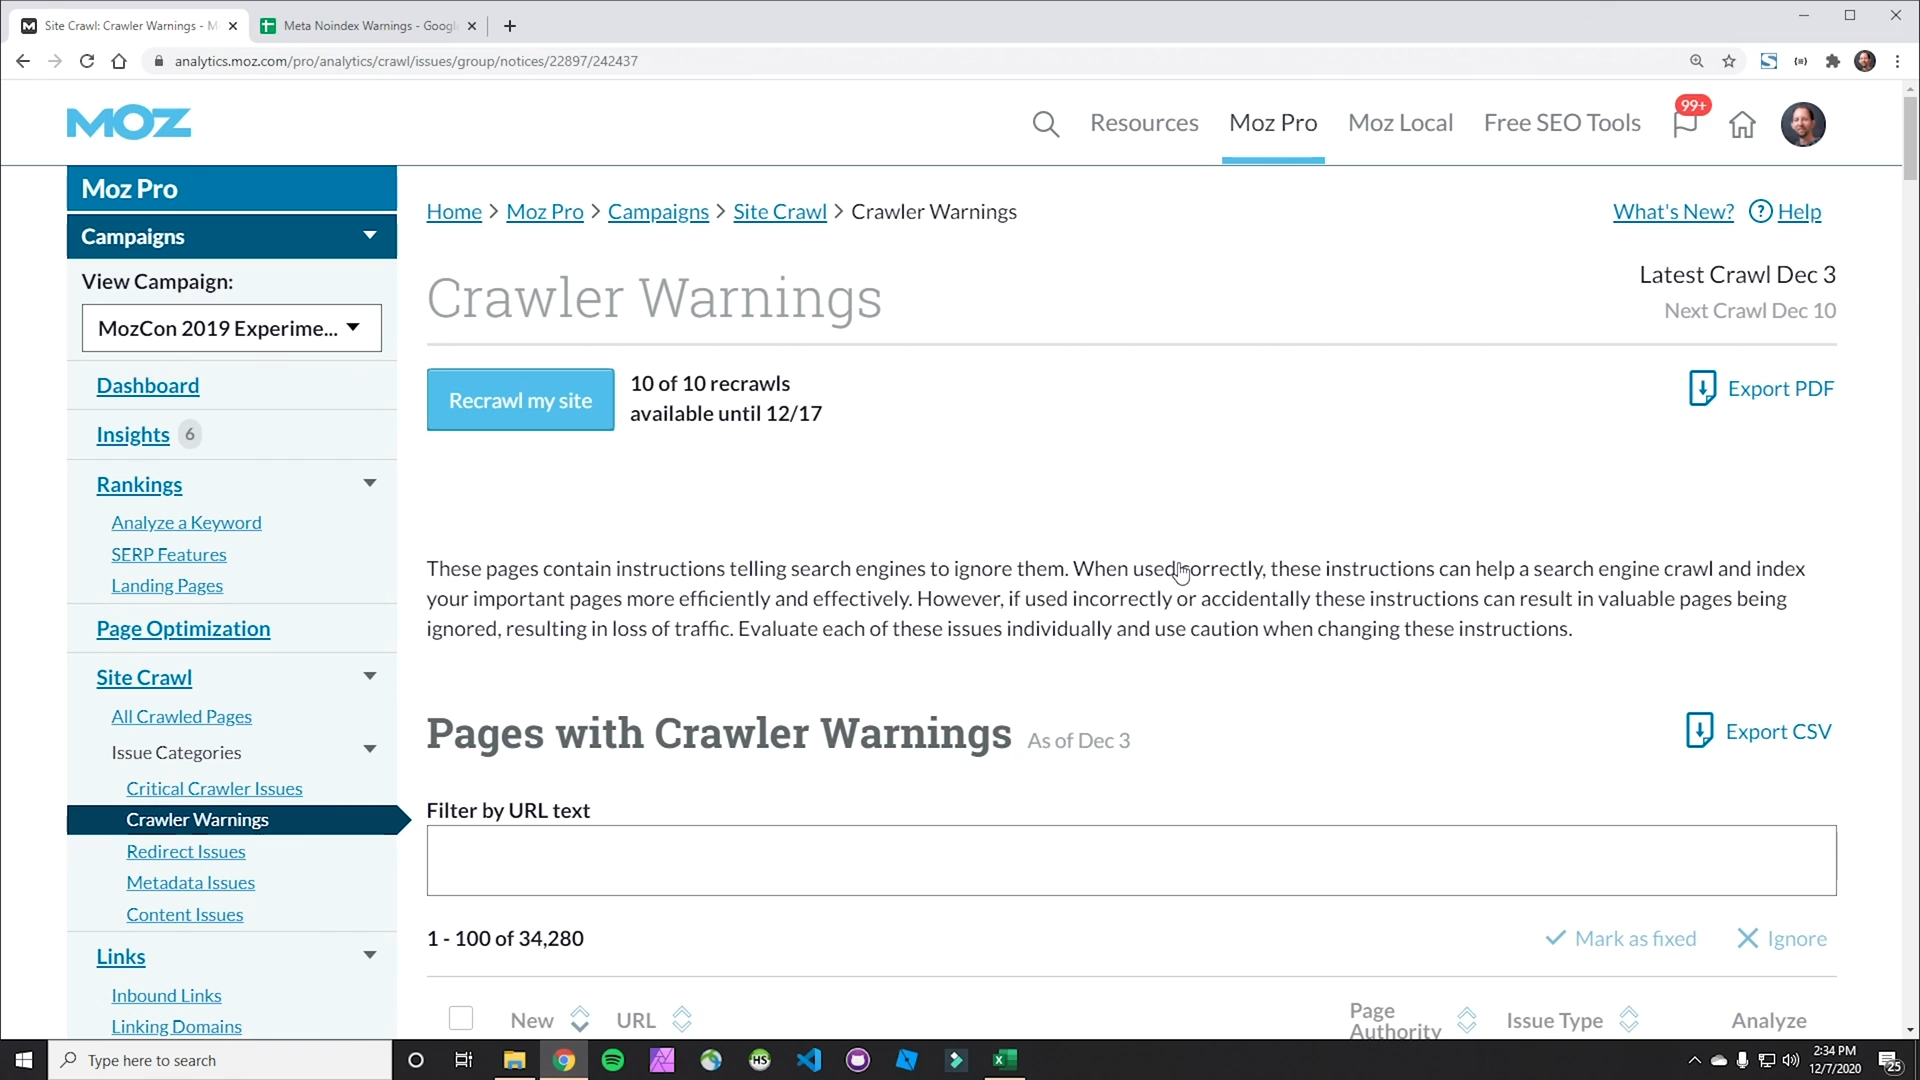 Site Crawl: Crawler Warnings - M
Meta Noindex Warnings - Google
analytics.moz.com/pro/analytics/crawl/issues/group/notices/22897/242437
MOZ
Resources
Moz Pro
Moz Local
Free SEO Tools
99+
Moz Pro
Campaigns
View Campaign:
MozCon 2019 Experime...
Dashboard
Insights 6
Rankings
Analyze a Keyword
SERP Features
Landing Pages
Page Optimization
Site Crawl
All Crawled Pages
Issue Categories
Critical Crawler Issues
Crawler Warnings
Redirect Issues
Metadata Issues
Content Issues
Links
Inbound Links
Linking Domains
Home > Moz Pro > Campaigns > Site Crawl > Crawler Warnings
What's New? ? Help
Crawler Warnings
Latest Crawl Dec 3
Next Crawl Dec 10
Recrawl my site
10 of 10 recrawls
available until 12/17
Export PDF
These pages contain instructions telling search engines to ignore them. When used correctly, these instructions can help a search engine crawl and index
your important pages more efficiently and effectively. However, if used incorrectly or accidentally these instructions can result in valuable pages being
ignored, resulting in loss of traffic. Evaluate each of these issues individually and use caution when changing these instructions.
Pages with Crawler Warnings As of Dec 3
Export CSV
Filter by URL text
1 - 100 of 34,280
Mark as fixed
Ignore
New
URL
Page
Authority
Issue Type
Analyze
Type here to search
HS
2:34 PM
12/7/2020
25